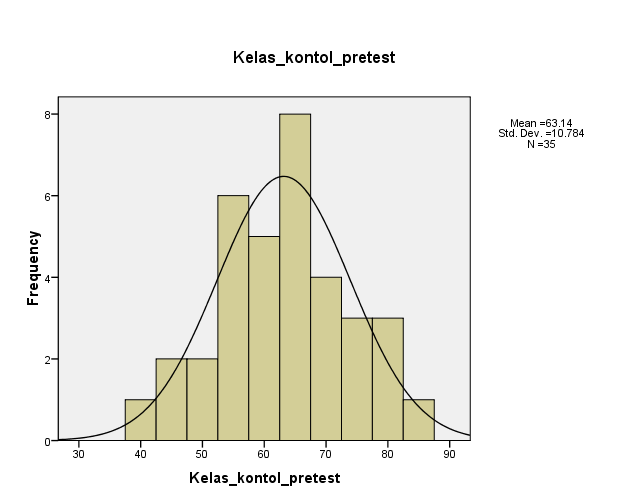 Kelas_kontol_pretest
Mean =63.14
Std. Dev. =10.784
N =35
Frequency
8
6
4
2
0
30 40 50 60 70 80 90
Kelas_kontol_pretest